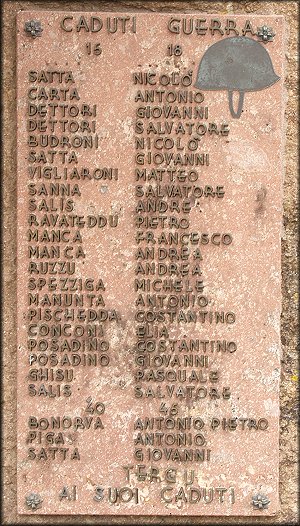 CADUTI GUERRA
15 18
SATTA NICOLO
CARTA ANTONIO
DETTORI GIOVANNI
DETTORI SALVATORE
BUDRONI NICOLO
SATTA GIOVANNI
VIGLIARONI MATTEO
SANNA SALVATORE
SALIS ANDRE
RAVATEDDU PIETRO
MANCA FRANCESCO
MANCA ANDREA
RUZZU ANDREA
SPEZZIGA MICHELE
MANUNTA ANTONIO
PISCHEDDA COSTANTINO
CONCONI ELIA
POSADINO COSTANTINO
POSADINO GIOVANNI
GHISU PASQUALE
SALIS SALVATORE
40 45
BONORVA ANTONIO PIETRO
PIGA ANTONIO
SATTA GIOVANNI
TERGU
AI SUOI CADUTI